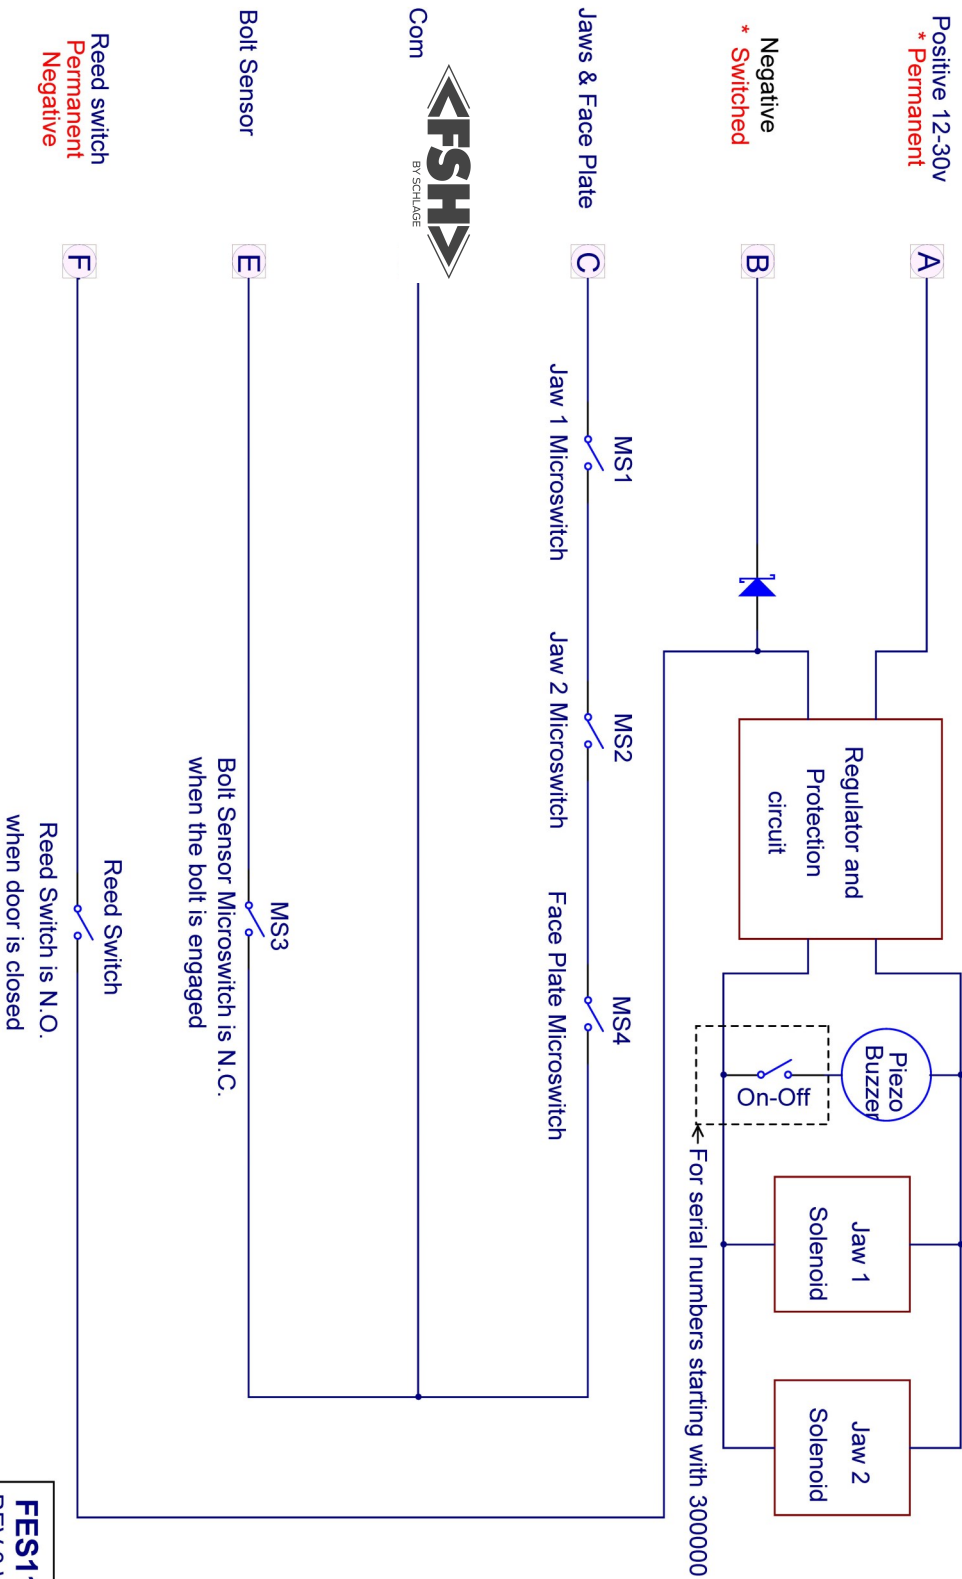 Positive 12-30v
* Permanent
A
Negative
* Switched
B
Regulator and
Protection
circuit
Piezo
Buzzer
On-Off
For serial numbers starting with 300000
Jaw 1
Solenoid
Jaw 2
Solenoid
Jaws & Face Plate
C
MS1
Jaw 1 Microswitch
MS2
Jaw 2 Microswitch
MS4
Face Plate Microswitch
Com
FSH
BY SCHLAGE
Bolt Sensor
E
MS3
Bolt Sensor Microswitch is N.C.
when the bolt is engaged
Reed switch
Permanent
Negative
F
Reed Switch
Reed Switch is N.O.
when door is closed